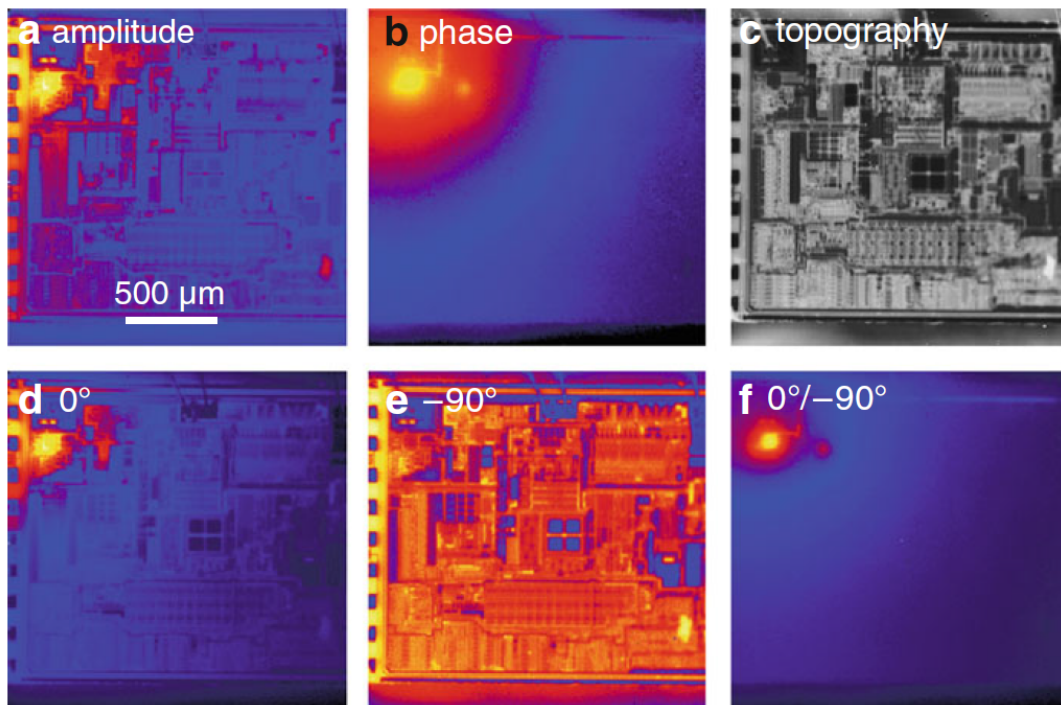 a amplitude
b phase
c topography
500 μm
d 0°
e −90°
f 0°/−90°